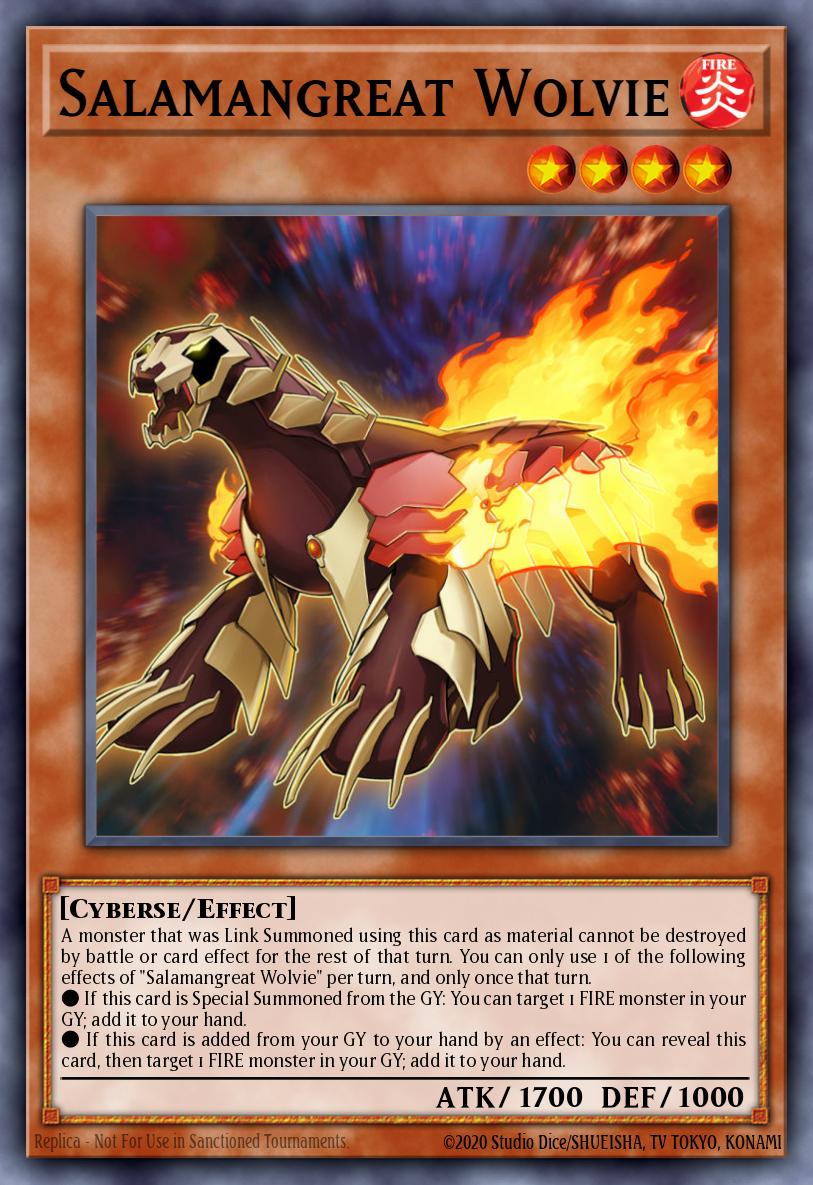 Salamangreat Wolvie
FIRE
炎
[Cyberse/Effect]
A monster that was Link Summoned using this card as material cannot be destroyed
by battle or card effect for the rest of that turn. You can only use 1 of the following
effects of "Salamangreat Wolvie" per turn, and only once that turn.
● If this card is Special Summoned from the GY: You can target 1 FIRE monster in your
GY; add it to your hand.
● If this card is added from your GY to your hand by an effect: You can reveal this
card, then target 1 FIRE monster in your GY; add it to your hand.
ATK/1700 DEF/1000
Replica - Not For Use in Sanctioned Tournaments.
©2020 Studio Dice/SHUEISHA, TV TOKYO, KONAMI